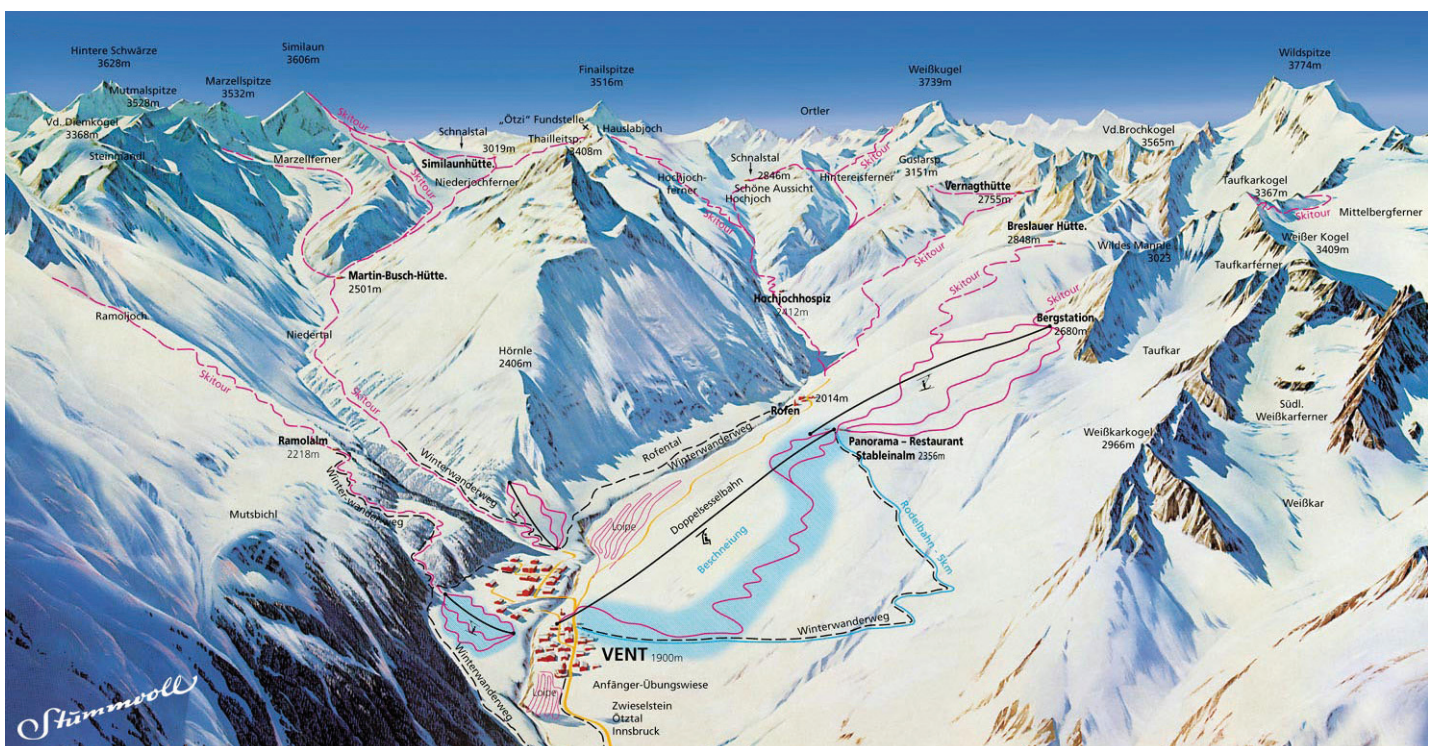 Hintere Schwärze
3628m
Similaun
3606m
Mutmalspitze
3528m
Marzellspitze
3532m
Finailspitze
3516m
Weißkugel
3739m
Wildspitze
3774m
Vd. Diemkogel
3368m
Steinmandl
Marzellferner
Skitour
Schnalstal
3019m
Similaunhütte.
Niederjochferner
„Ötzi“ Fundstelle
Hauslabjoch
Thailleitsp.
3408m
Ortler
Hochjoch-
ferner
Schnalstal
2846m
Schöne Aussicht
Hochjoch
Hintereisferner
Skitour
Guslarsp.
3151m
Vernagthütte
2755m
Vd.Brochkogel
3565m
Taufkarkogel
3367m
Skitour
Mittelbergferner
Weißer Kogel
3409m
Breslauer Hütte.
2848m
Wildes Mannle
3023
Taufkarferner
Skitour
Skitour
Martin-Busch-Hütte.
2501m
Skitour
Hochjochhospiz
2412m
Skitour
Skitour
Skitour
Bergstation
2680m
Ramoljoch
Niedertal
Hörnle
2406m
Taufkar
Skitour
Skitour
2014m
Rofen
Südl.
Weißkarferner
Weißkarkogel
2966m
Ramolalm
2218m
Winterwanderweg
Rofental
Winterwanderweg
Panorama – Restaurant
Stableinalm 2356m
Winter-wanderweg
Mutsbichl
Loipe
Doppelsesselbahn
Beschneiung
Rodelbahn - 5km
Weißkar
Winterwanderweg
VENT 1900m
Winterwanderweg
Loipe
Anfänger-Übungswiese
Zwieselstein
Ötztal
Innsbruck
Stummvoll